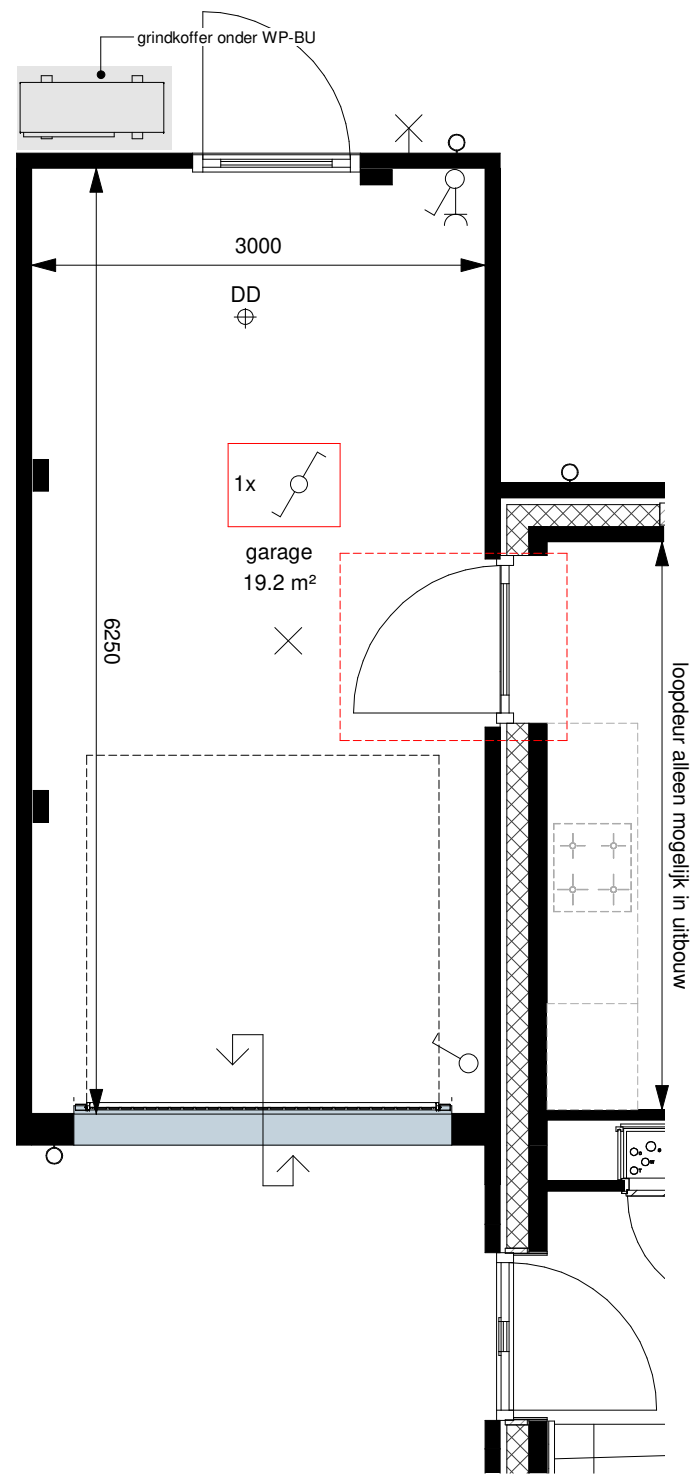 grindkoffer onder WP-BU
3000
DD
1x
garage
19.2 m²
6250
loopdeur alleen mogelijk in uitbouw